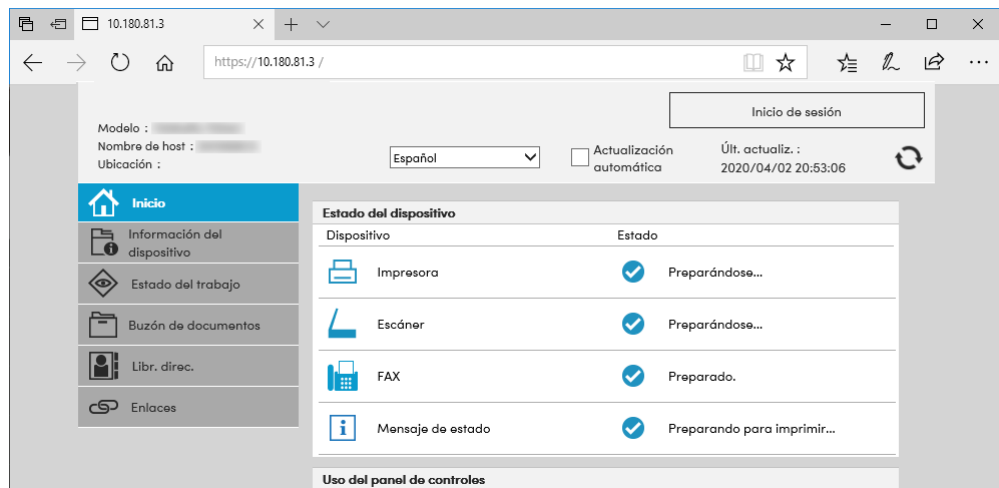 10.180.81.3
https://10.180.81.3 /
Inicio de sesión
Modelo :
Nombre de host :
Ubicación :
Español
Actualización
automática
Últ. actualiz. :
2020/04/02 20:53:06
Inicio
Información del
dispositivo
Estado del trabajo
Buzón de documentos
Libr. direc.
Enlaces
Estado del dispositivo
Dispositivo Estado
Impresora Preparándose...
Escáner Preparándose...
FAX Preparado.
Mensaje de estado Preparando para imprimir...
Uso del panel de controles